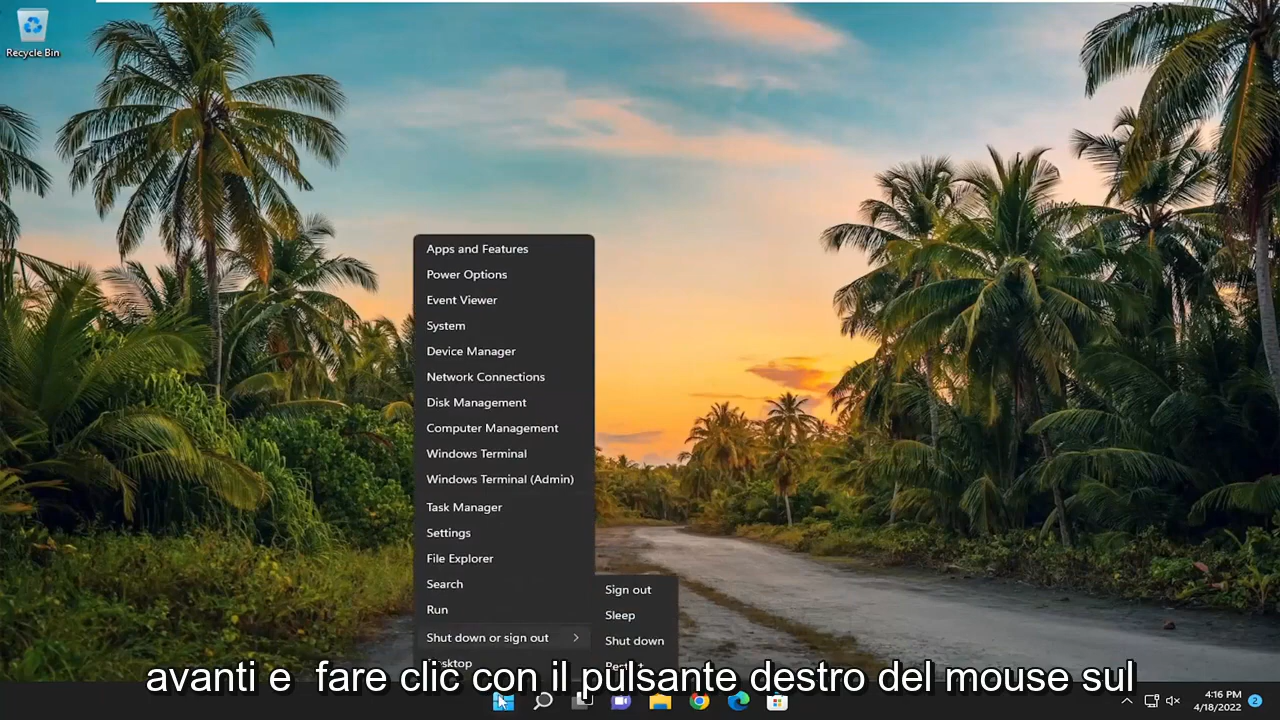 Recycle Bin
Apps and Features
Power Options
Event Viewer
System
Device Manager
Network Connections
Disk Management
Computer Management
Windows Terminal
Windows Terminal (Admin)
Task Manager
Settings
File Explorer
Search
Run
Shut down or sign out
Sign out
Sleep
Shut down
avanti e fare clic con il pulsante destro del mouse sul
4:16 PM
4/18/2022
2